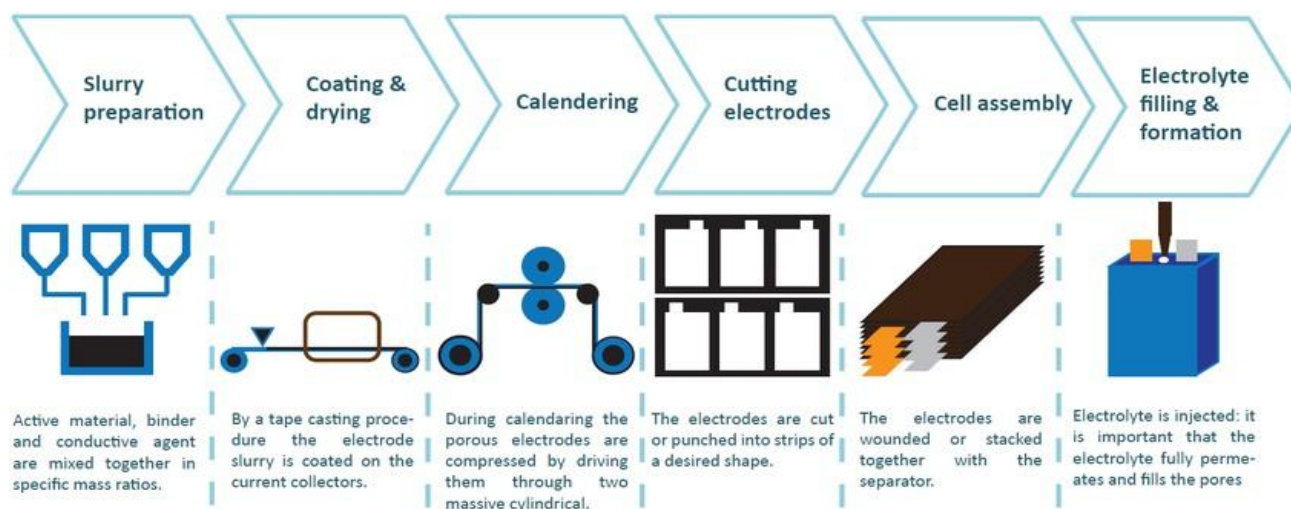 Slurry
preparation
Coating &
drying
Calendering
Cutting
electrodes
Cell assembly
Electrolyte
filling &
formation
Active material, binder
and conductive agent
are mixed together in
specific mass ratios.
By a tape casting proce-
dure the electrode
slurry is coated on the
current collectors.
During calendaring the
porous electrodes are
compressed by driving
them through two
massive cylindrical.
The electrodes are cut
or punched into strips of
a desired shape.
The electrodes are
wounded or stacked
together with the
separator.
Electrolyte is injected: it
is important that the
electrolyte fully perme-
ates and fills the pores